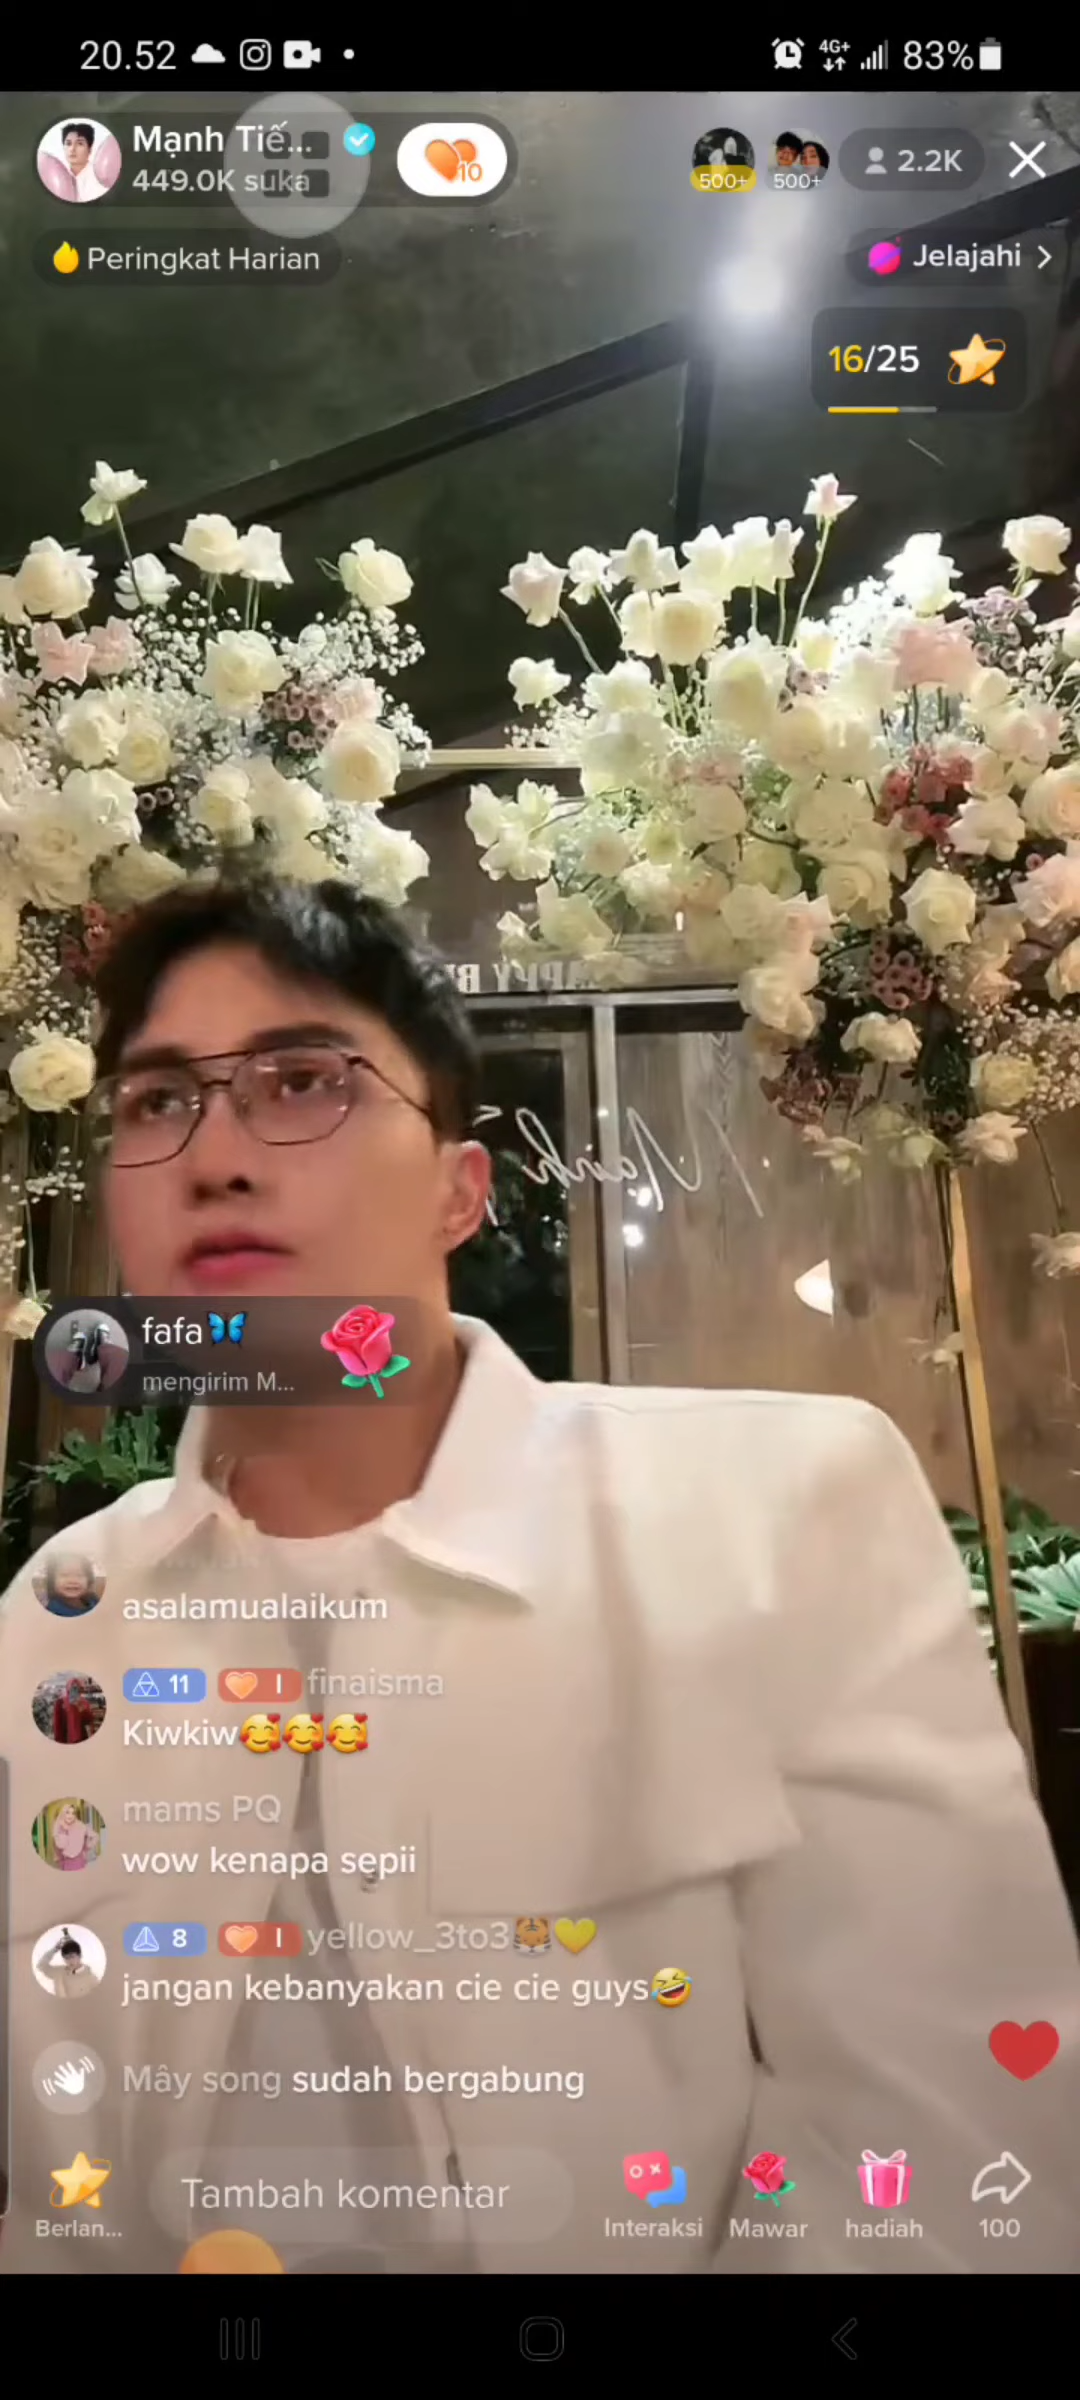 20.52
4G+
83%
Mạnh Tiế...
449.0K suka
10
500+
500+
2.2K
Peringkat Harian
Jelajahi
16/25
fafa🦋
mengirim M...
asalamualaikum
11 I finaisma
Kiwkiw🥰🥰🥰
mams PQ
wow kenapa sepii
8 I yellow_3to3🐯💛
jangan kebanyakan cie cie guys🤣
Mây song sudah bergabung
Berlan...
Tambah komentar
Interaksi
Mawar
hadiah
100